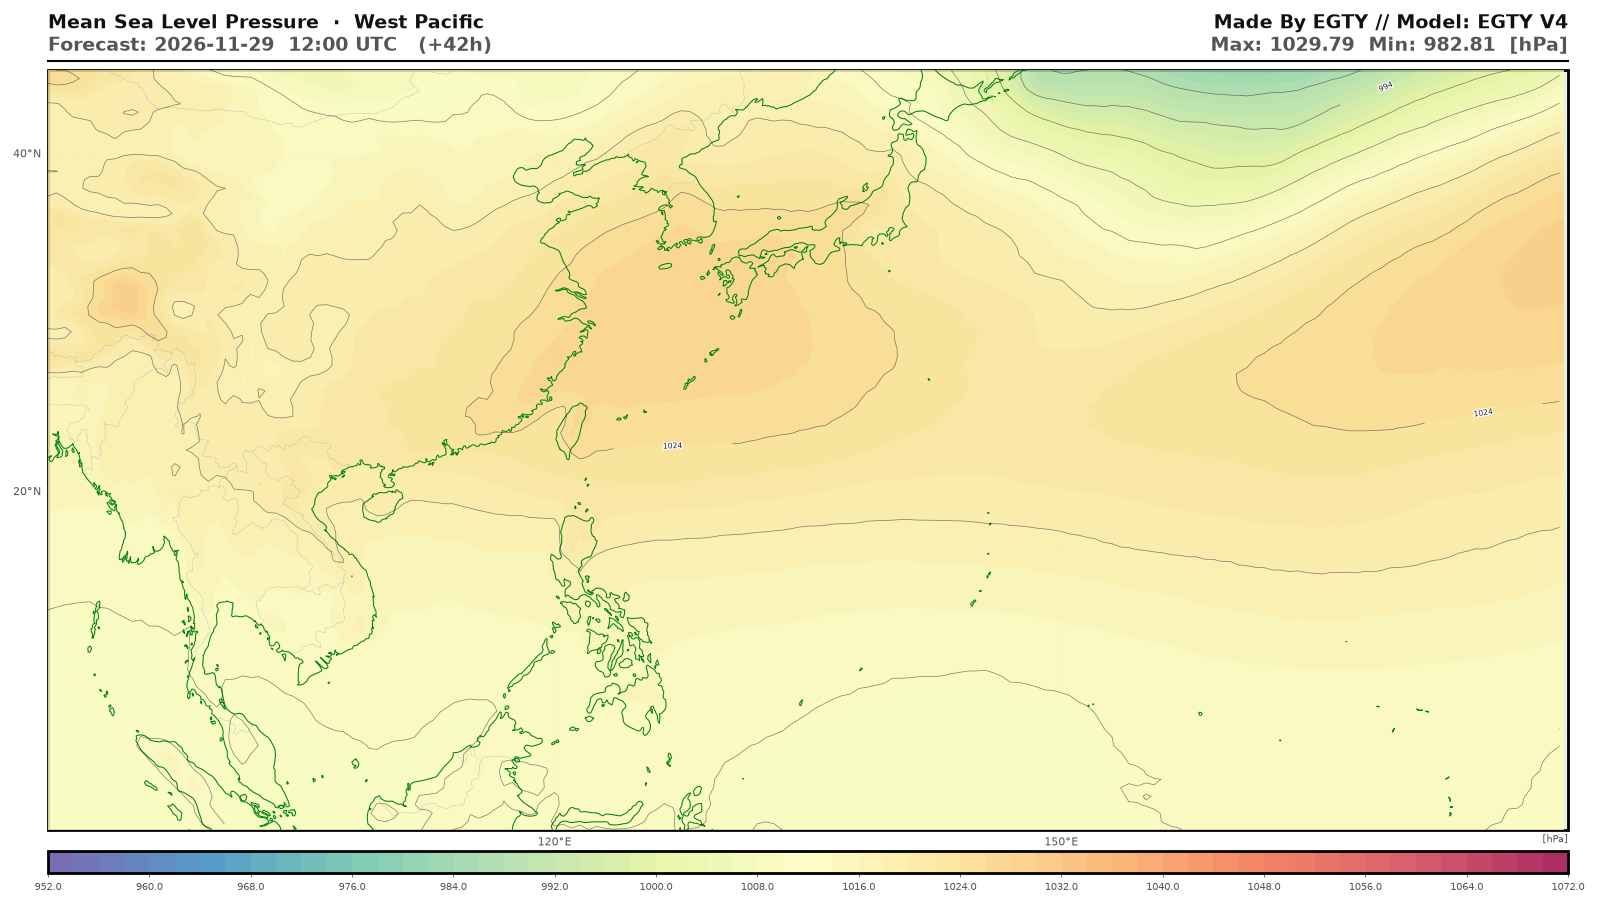 Mean Sea Level Pressure · West Pacific
Made By EGTY // Model: EGTY V4
Forecast: 2026-11-29 12:00 UTC (+42h)
Max: 1029.79 Min: 982.81 [hPa]
994
40°N
1024
1024
20°N
120°E
150°E
[hPa]
952.0 960.0 968.0 976.0 984.0 992.0 1000.0 1008.0 1016.0 1024.0 1032.0 1040.0 1048.0 1056.0 1064.0 1072.0